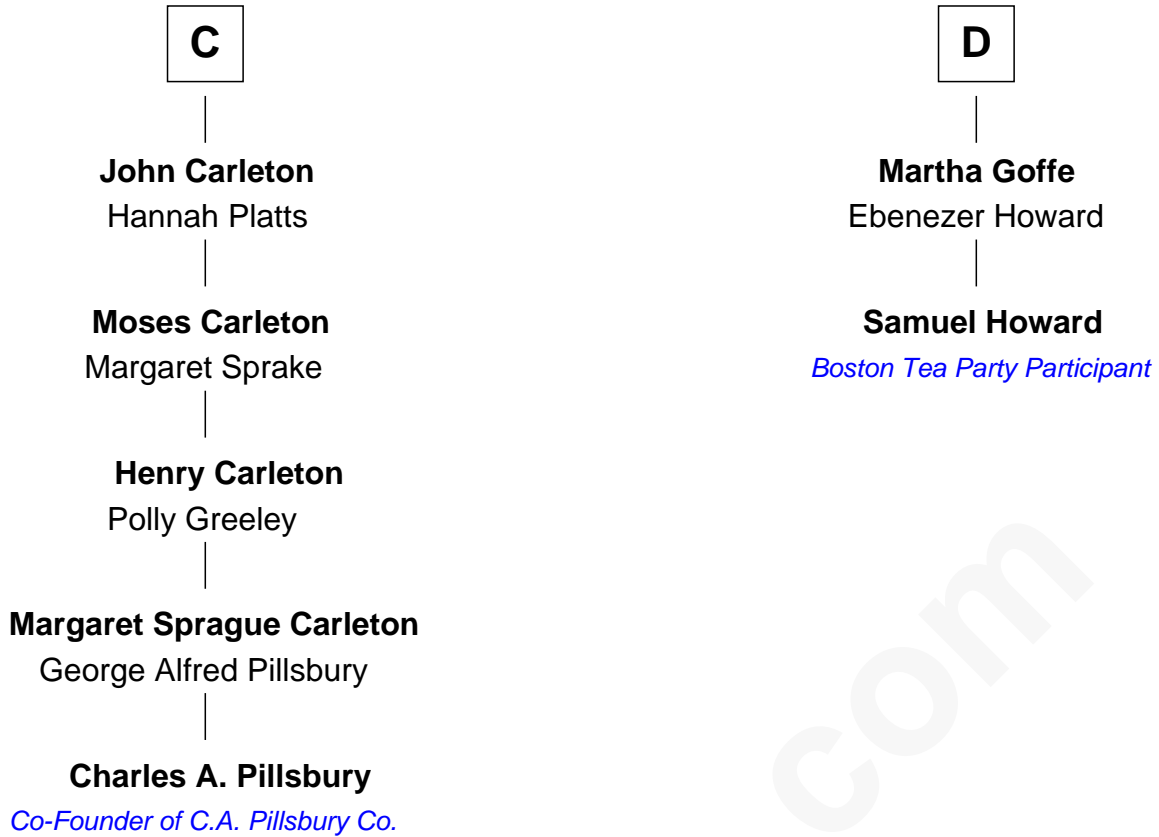 C
John Carleton
Hannah Platts
Moses Carleton
Margaret Sprake
Henry Carleton
Polly Greeley
Margaret Sprague Carleton
George Alfred Pillsbury
Charles A. Pillsbury
Co-Founder of C.A. Pillsbury Co.
D
Martha Goffe
Ebenezer Howard
Samuel Howard
Boston Tea Party Participant
com